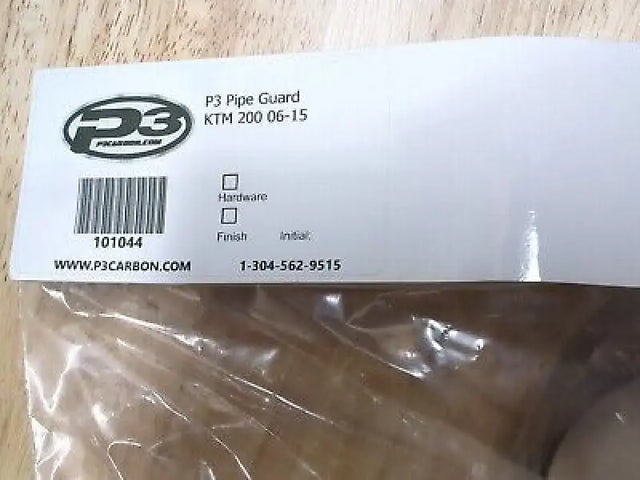 P3
P3CARBON.COM
P3 Pipe Guard
KTM 200 06-15
Hardware
Finish Initial:
101044
WWW.P3CARBON.COM 1-304-562-9515